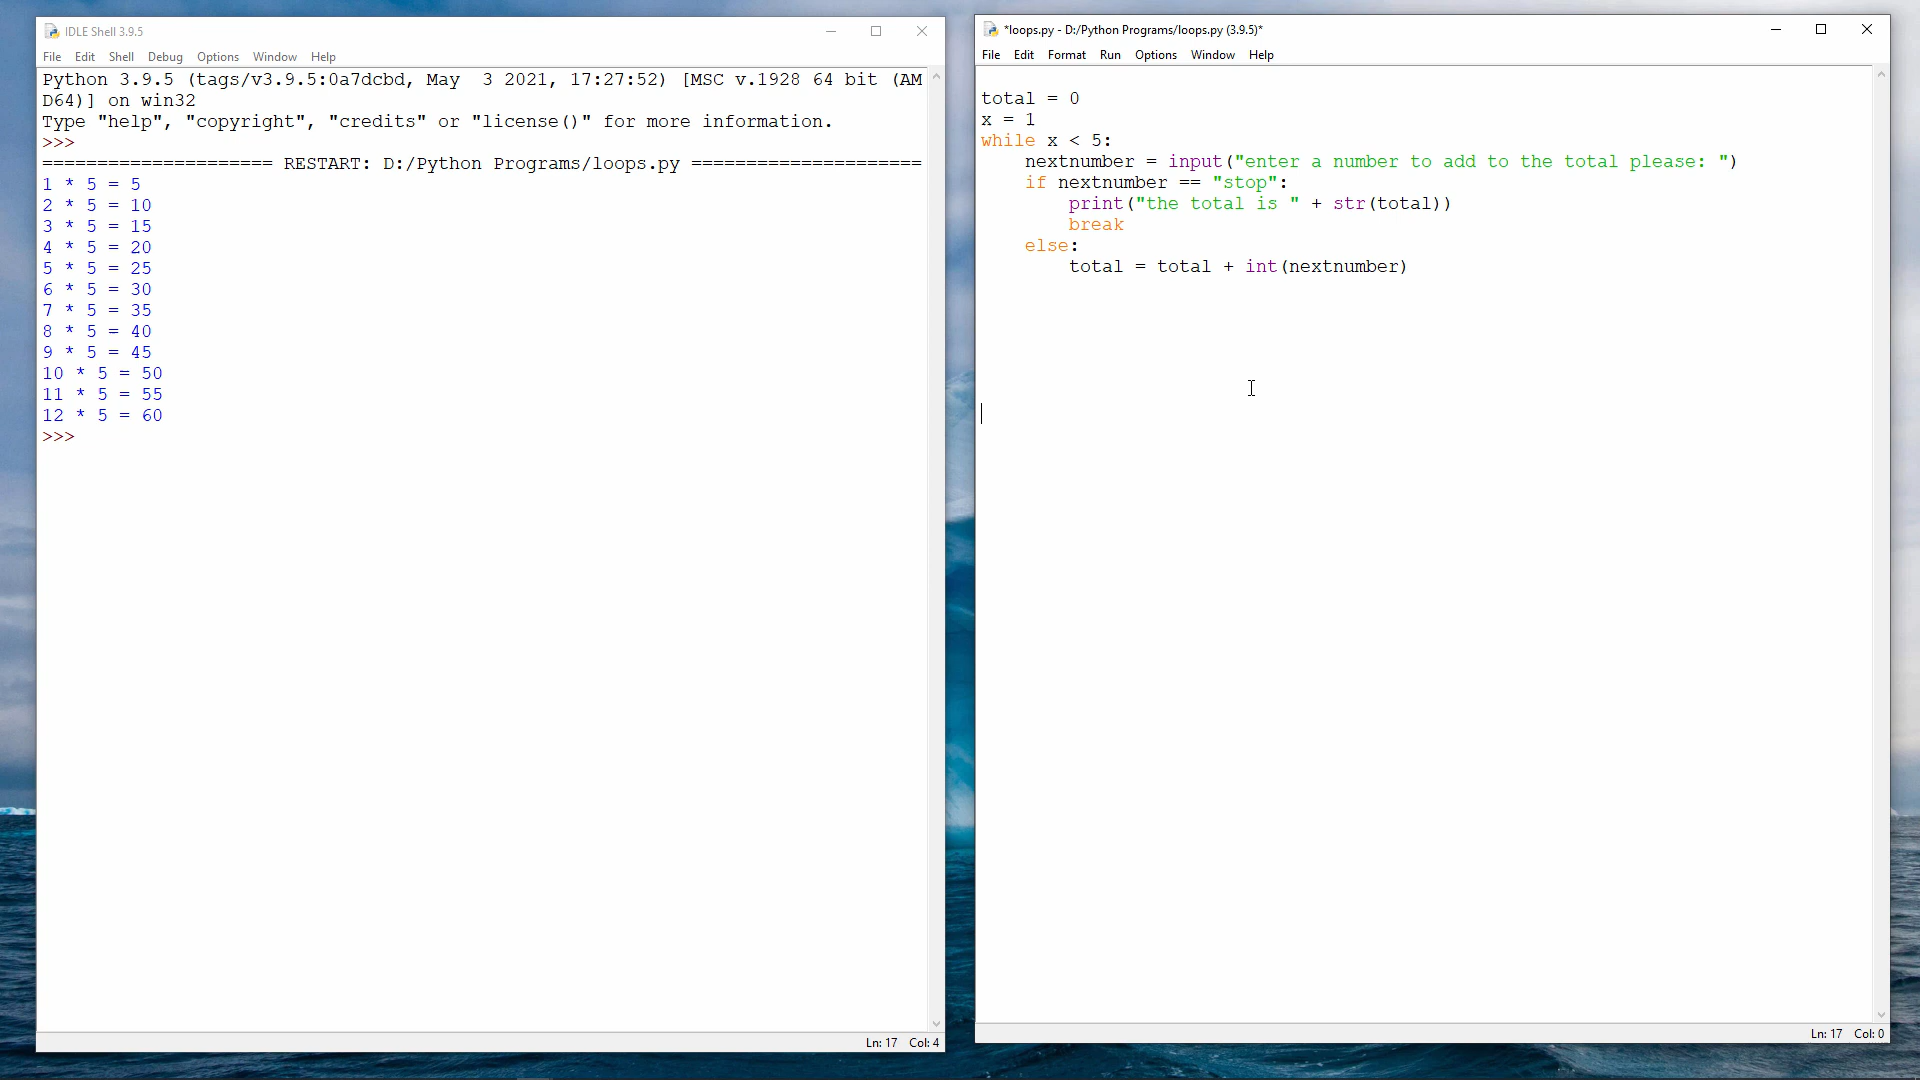 IDLE Shell 3.9.5
File Edit Shell Debug Options Window Help
Python 3.9.5 (tags/v3.9.5:0a7dcbd, May  3 2021, 17:27:52) [MSC v.1928 64 bit (AM
D64)] on win32
Type "help", "copyright", "credits" or "license()" for more information.
>>>
===================== RESTART: D:/Python Programs/loops.py =====================
1 * 5 = 5
2 * 5 = 10
3 * 5 = 15
4 * 5 = 20
5 * 5 = 25
6 * 5 = 30
7 * 5 = 35
8 * 5 = 40
9 * 5 = 45
10 * 5 = 50
11 * 5 = 55
12 * 5 = 60
>>>
Ln: 17 Col: 4
*loops.py - D:/Python Programs/loops.py (3.9.5)*
File Edit Format Run Options Window Help
total = 0
x = 1
while x < 5:
    nextnumber = input("enter a number to add to the total please: ")
    if nextnumber == "stop":
        print("the total is " + str(total))
        break
    else:
        total = total + int(nextnumber)
Ln: 17 Col: 0